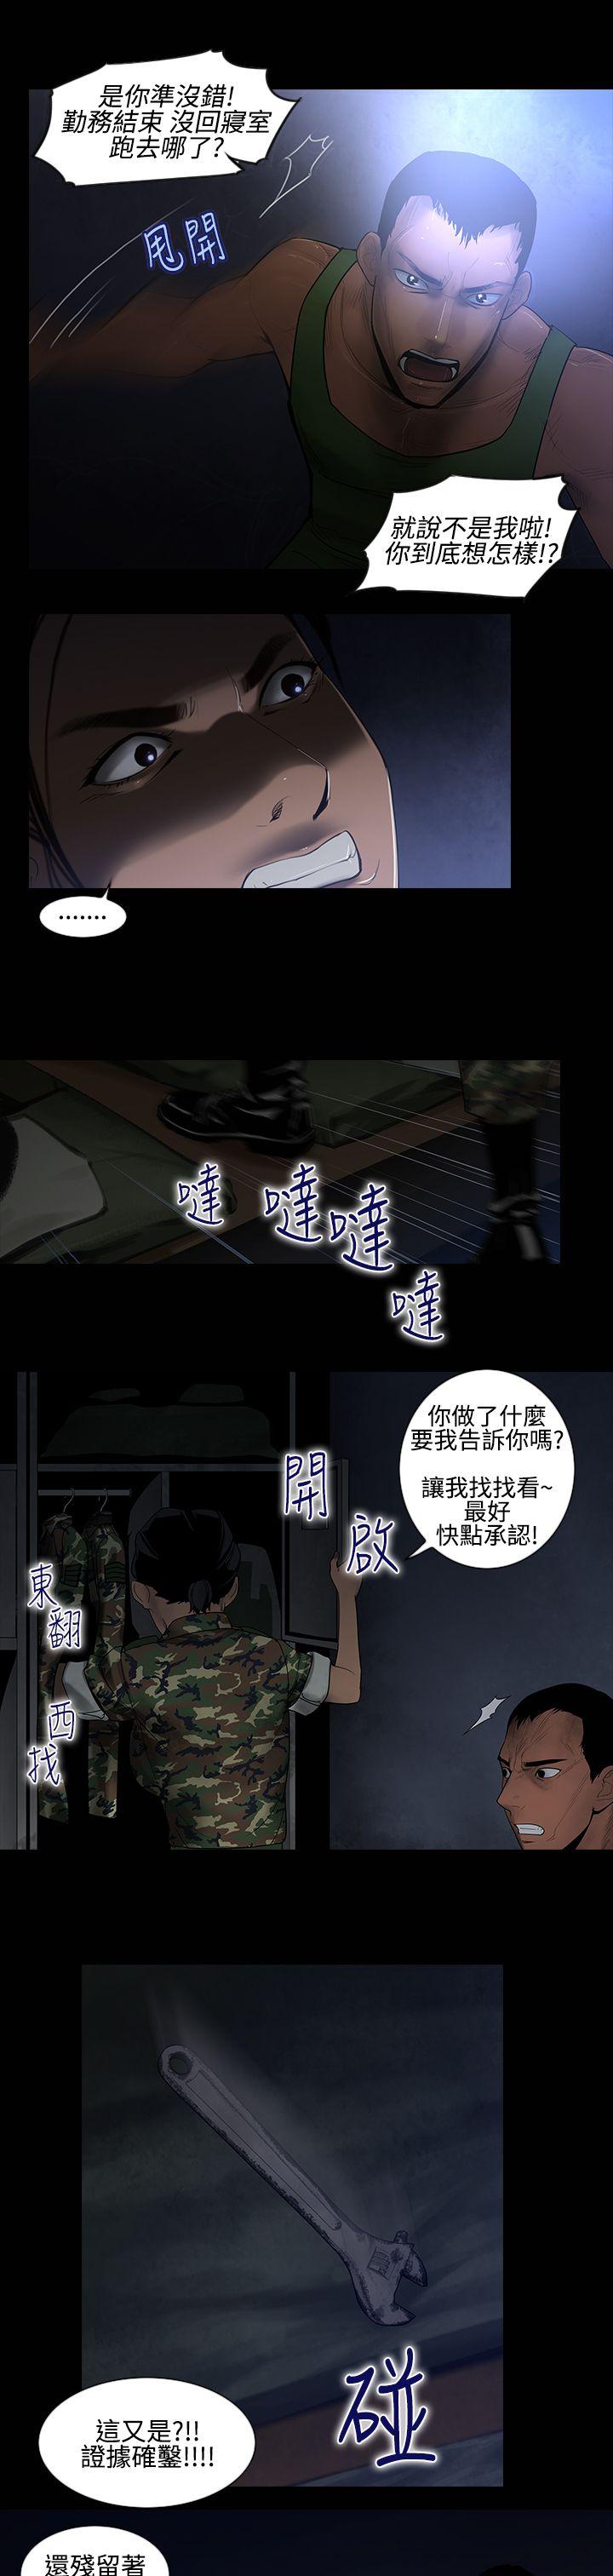 是你準沒錯!
勤務結束 沒回寢室
跑去哪了?
甩開
就說不是我啦!
你到底想怎樣!?
.......
噠
噠
噠
噠
你做了什麼
要我告訴你嗎?
讓我找找看~
最好
快點承認!
開
啟
東
翻
西
找
碰
這又是?!!
證據確鑿!!!!
還殘留著